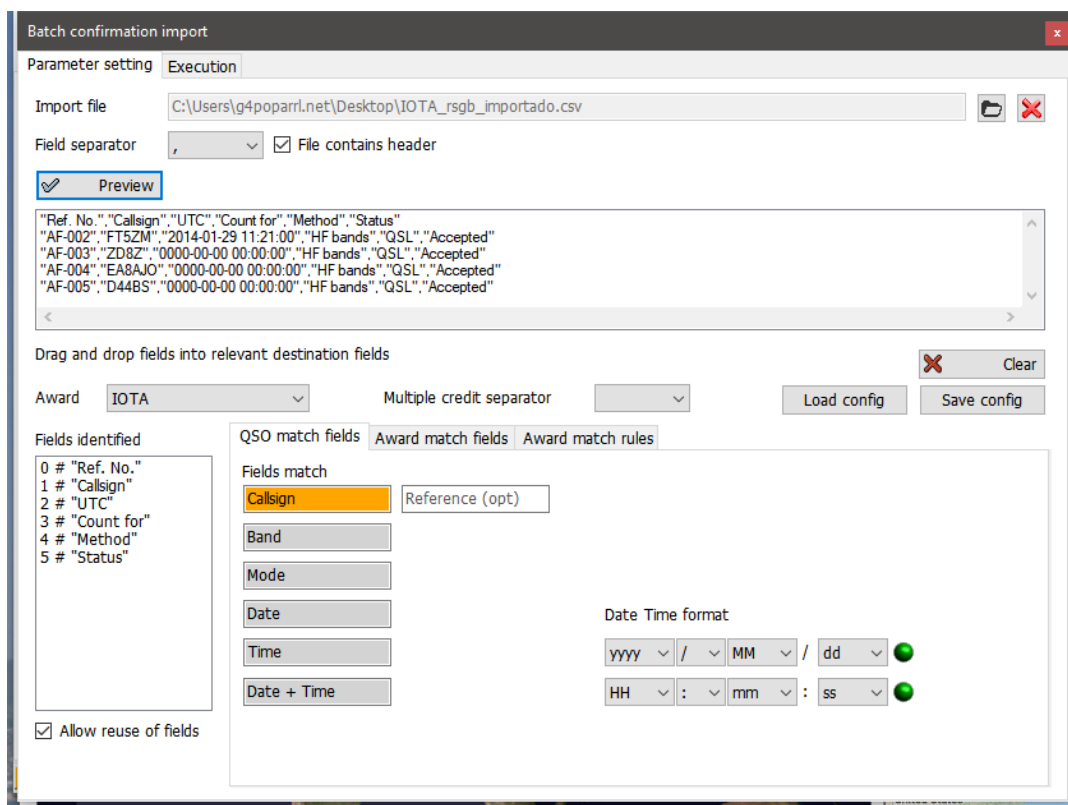 Batch confirmation import
x
Parameter setting Execution
Import file C:\Users\g4poparrl.net\Desktop\IOTA_rsgb_importado.csv
Field separator , File contains header
Preview
"Ref. No.","Callsign","UTC","Count for","Method","Status"
"AF-002","FT5ZM","2014-01-29 11:21:00","HF bands","QSL","Accepted"
"AF-003","ZD8Z","0000-00-00 00:00:00","HF bands","QSL","Accepted"
"AF-004","EA8AJO","0000-00-00 00:00:00","HF bands","QSL","Accepted"
"AF-005","D44BS","0000-00-00 00:00:00","HF bands","QSL","Accepted"
Drag and drop fields into relevant destination fields
Clear
Award IOTA Multiple credit separator Load config Save config
Fields identified
QSO match fields Award match fields Award match rules
0 # "Ref. No."
1 # "Callsign"
2 # "UTC"
3 # "Count for"
4 # "Method"
5 # "Status"
Fields match
Callsign Reference (opt)
Band
Mode
Date Date Time format
Time yyyy / MM / dd
Date + Time HH : mm : ss
Allow reuse of fields